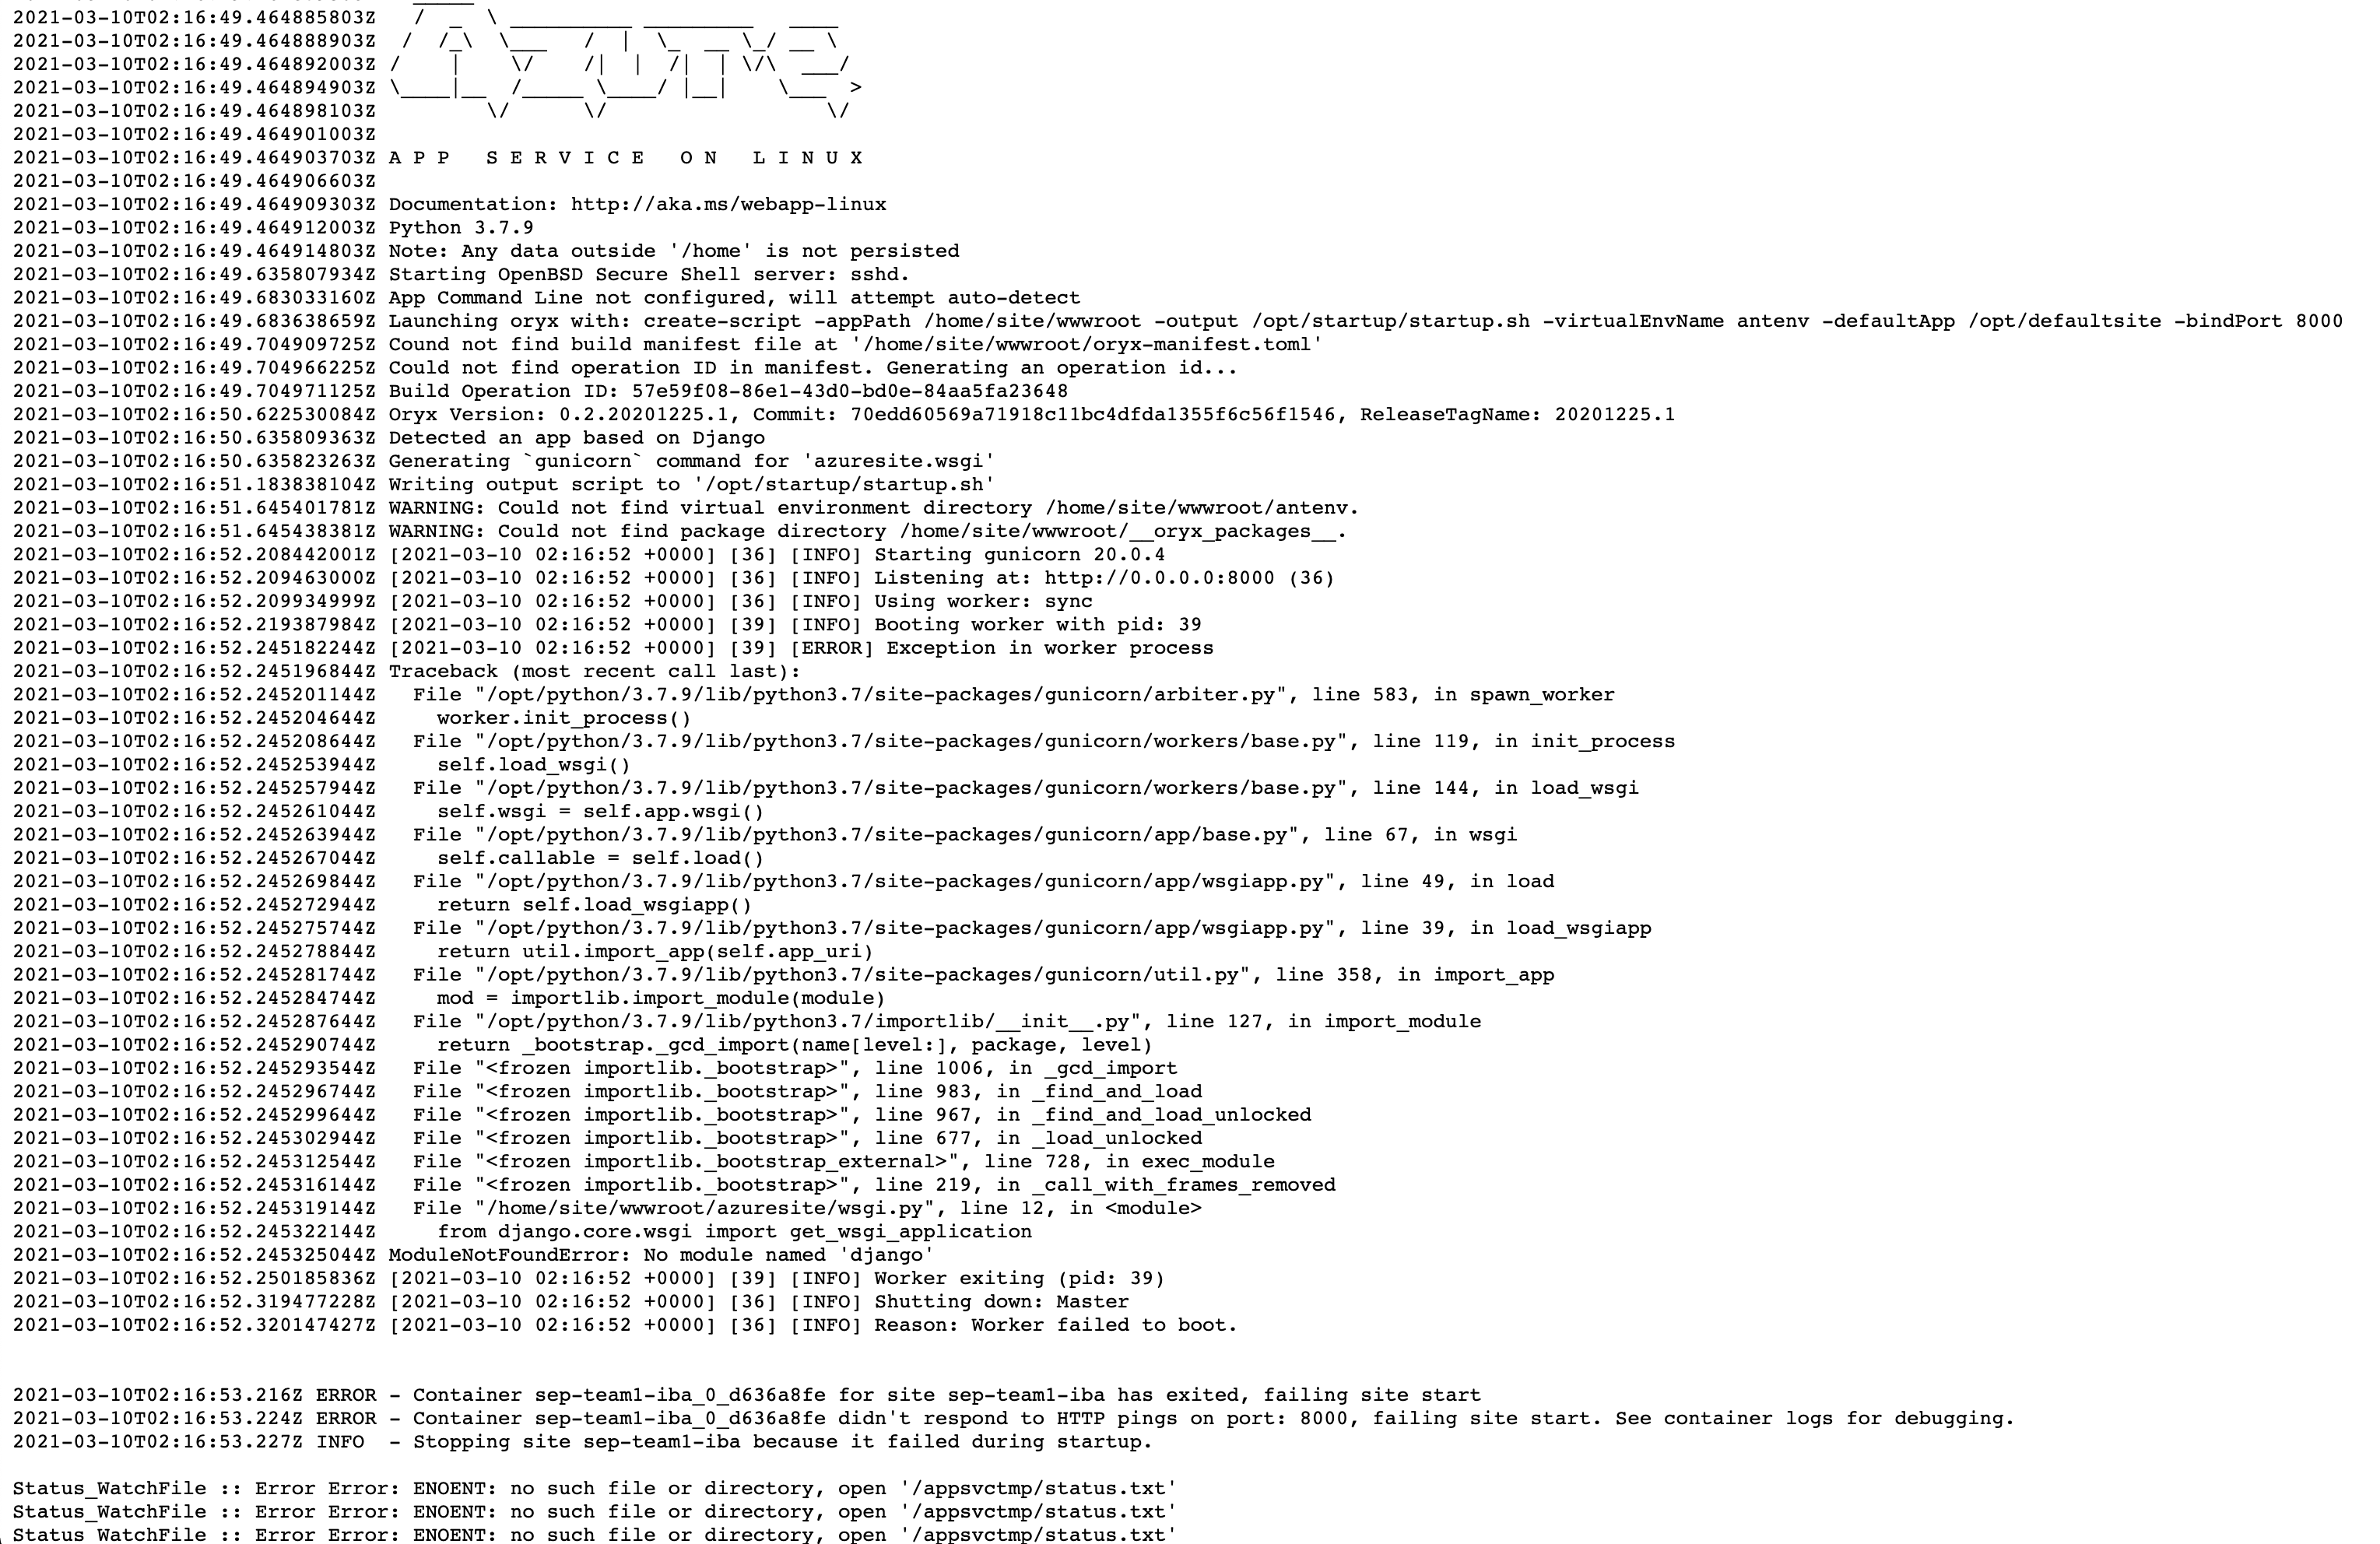 2021-03-10T02:16:49.464885803Z   /  _  \ __________ _________   ____
2021-03-10T02:16:49.464888903Z  /  /_\  \___   /  |   \_  __ \_/ __ \
2021-03-10T02:16:49.464892003Z /    |    \/    /|  |  /|  | \/\  ___/
2021-03-10T02:16:49.464894903Z \____|__  /_____ \____/ |__|    \___  >
2021-03-10T02:16:49.464898103Z         \/      \/                  \/
2021-03-10T02:16:49.464901003Z
2021-03-10T02:16:49.464903703Z A P P   S E R V I C E   O N   L I N U X
2021-03-10T02:16:49.464906603Z
2021-03-10T02:16:49.464909303Z Documentation: http://aka.ms/webapp-linux
2021-03-10T02:16:49.464912003Z Python 3.7.9
2021-03-10T02:16:49.464914803Z Note: Any data outside '/home' is not persisted
2021-03-10T02:16:49.635807934Z Starting OpenBSD Secure Shell server: sshd.
2021-03-10T02:16:49.683033160Z App Command Line not configured, will attempt auto-detect
2021-03-10T02:16:49.683638659Z Launching oryx with: create-script -appPath /home/site/wwwroot -output /opt/startup/startup.sh -virtualEnvName antenv -defaultApp /opt/defaultsite -bindPort 8000
2021-03-10T02:16:49.704909725Z Cound not find build manifest file at '/home/site/wwwroot/oryx-manifest.toml'
2021-03-10T02:16:49.704966225Z Could not find operation ID in manifest. Generating an operation id...
2021-03-10T02:16:49.704971125Z Build Operation ID: 57e59f08-86e1-43d0-bd0e-84aa5fa23648
2021-03-10T02:16:50.622530084Z Oryx Version: 0.2.20201225.1, Commit: 70edd60569a71918c11bc4dfda1355f6c56f1546, ReleaseTagName: 20201225.1
2021-03-10T02:16:50.635809363Z Detected an app based on Django
2021-03-10T02:16:50.635823263Z Generating `gunicorn` command for 'azuresite.wsgi'
2021-03-10T02:16:51.183838104Z Writing output script to '/opt/startup/startup.sh'
2021-03-10T02:16:51.645401781Z WARNING: Could not find virtual environment directory /home/site/wwwroot/antenv.
2021-03-10T02:16:51.645438381Z WARNING: Could not find package directory /home/site/wwwroot/__oryx_packages__.
2021-03-10T02:16:52.208442001Z [2021-03-10 02:16:52 +0000] [36] [INFO] Starting gunicorn 20.0.4
2021-03-10T02:16:52.209463000Z [2021-03-10 02:16:52 +0000] [36] [INFO] Listening at: http://0.0.0.0:8000 (36)
2021-03-10T02:16:52.209934999Z [2021-03-10 02:16:52 +0000] [36] [INFO] Using worker: sync
2021-03-10T02:16:52.219387984Z [2021-03-10 02:16:52 +0000] [39] [INFO] Booting worker with pid: 39
2021-03-10T02:16:52.245182244Z [2021-03-10 02:16:52 +0000] [39] [ERROR] Exception in worker process
2021-03-10T02:16:52.245196844Z Traceback (most recent call last):
2021-03-10T02:16:52.245201144Z   File "/opt/python/3.7.9/lib/python3.7/site-packages/gunicorn/arbiter.py", line 583, in spawn_worker
2021-03-10T02:16:52.245204644Z     worker.init_process()
2021-03-10T02:16:52.245208644Z   File "/opt/python/3.7.9/lib/python3.7/site-packages/gunicorn/workers/base.py", line 119, in init_process
2021-03-10T02:16:52.245253944Z     self.load_wsgi()
2021-03-10T02:16:52.245257944Z   File "/opt/python/3.7.9/lib/python3.7/site-packages/gunicorn/workers/base.py", line 144, in load_wsgi
2021-03-10T02:16:52.245261044Z     self.wsgi = self.app.wsgi()
2021-03-10T02:16:52.245263944Z   File "/opt/python/3.7.9/lib/python3.7/site-packages/gunicorn/app/base.py", line 67, in wsgi
2021-03-10T02:16:52.245267044Z     self.callable = self.load()
2021-03-10T02:16:52.245269844Z   File "/opt/python/3.7.9/lib/python3.7/site-packages/gunicorn/app/wsgiapp.py", line 49, in load
2021-03-10T02:16:52.245272944Z     return self.load_wsgiapp()
2021-03-10T02:16:52.245275744Z   File "/opt/python/3.7.9/lib/python3.7/site-packages/gunicorn/app/wsgiapp.py", line 39, in load_wsgiapp
2021-03-10T02:16:52.245278844Z     return util.import_app(self.app_uri)
2021-03-10T02:16:52.245281744Z   File "/opt/python/3.7.9/lib/python3.7/site-packages/gunicorn/util.py", line 358, in import_app
2021-03-10T02:16:52.245284744Z     mod = importlib.import_module(module)
2021-03-10T02:16:52.245287644Z   File "/opt/python/3.7.9/lib/python3.7/importlib/__init__.py", line 127, in import_module
2021-03-10T02:16:52.245290744Z     return _bootstrap._gcd_import(name[level:], package, level)
2021-03-10T02:16:52.245293544Z   File "<frozen importlib._bootstrap>", line 1006, in _gcd_import
2021-03-10T02:16:52.245296744Z   File "<frozen importlib._bootstrap>", line 983, in _find_and_load
2021-03-10T02:16:52.245299644Z   File "<frozen importlib._bootstrap>", line 967, in _find_and_load_unlocked
2021-03-10T02:16:52.245302944Z   File "<frozen importlib._bootstrap>", line 677, in _load_unlocked
2021-03-10T02:16:52.245312544Z   File "<frozen importlib._bootstrap_external>", line 728, in exec_module
2021-03-10T02:16:52.245316144Z   File "<frozen importlib._bootstrap>", line 219, in _call_with_frames_removed
2021-03-10T02:16:52.245319144Z   File "/home/site/wwwroot/azuresite/wsgi.py", line 12, in <module>
2021-03-10T02:16:52.245322144Z     from django.core.wsgi import get_wsgi_application
2021-03-10T02:16:52.245325044Z ModuleNotFoundError: No module named 'django'
2021-03-10T02:16:52.250185836Z [2021-03-10 02:16:52 +0000] [39] [INFO] Worker exiting (pid: 39)
2021-03-10T02:16:52.319477228Z [2021-03-10 02:16:52 +0000] [36] [INFO] Shutting down: Master
2021-03-10T02:16:52.320147427Z [2021-03-10 02:16:52 +0000] [36] [INFO] Reason: Worker failed to boot.
2021-03-10T02:16:53.216Z ERROR - Container sep-team1-iba_0_d636a8fe for site sep-team1-iba has exited, failing site start
2021-03-10T02:16:53.224Z ERROR - Container sep-team1-iba_0_d636a8fe didn't respond to HTTP pings on port: 8000, failing site start. See container logs for debugging.
2021-03-10T02:16:53.227Z INFO  - Stopping site sep-team1-iba because it failed during startup.
Status_WatchFile :: Error Error: ENOENT: no such file or directory, open '/appsvctmp/status.txt'
Status_WatchFile :: Error Error: ENOENT: no such file or directory, open '/appsvctmp/status.txt'
Status_WatchFile :: Error Error: ENOENT: no such file or directory, open '/appsvctmp/status.txt'